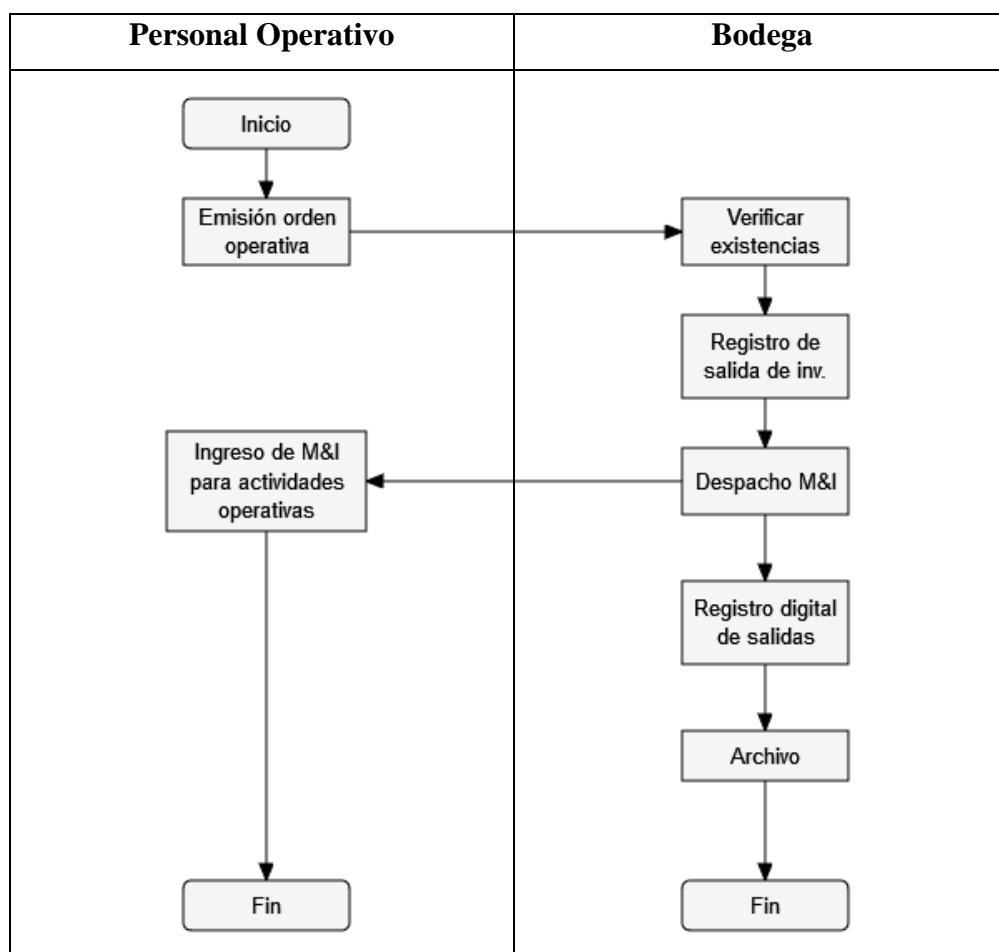 Personal Operativo
Bodega
Inicio
Emisión orden
operativa
Verificar
existencias
Registro de
salida de inv.
Ingreso de M&I
para actividades
operativas
Despacho M&I
Registro digital
de salidas
Archivo
Fin
Fin